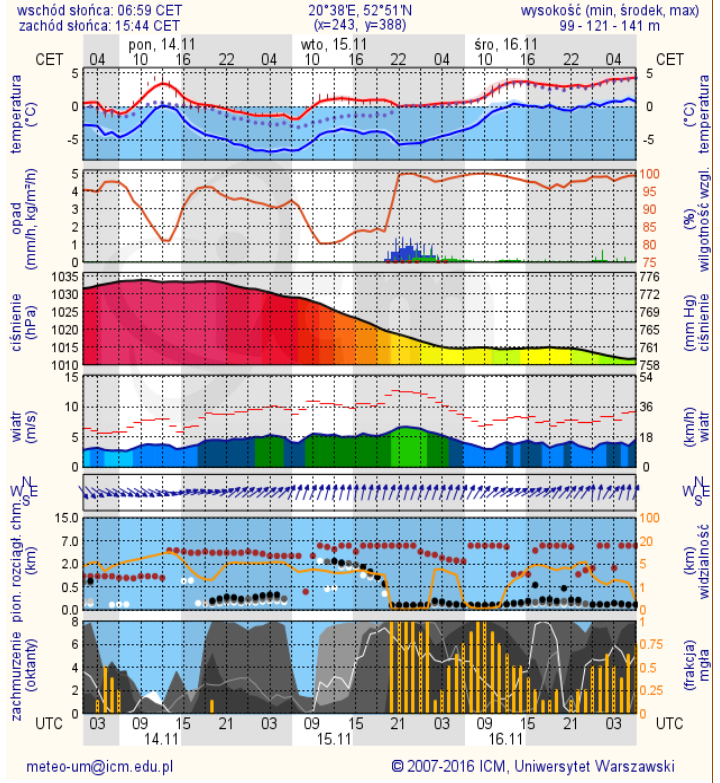 wschód słońca: 06:59 CET 20°38'E, 52°51'N wysokość (min, środek, max)
zachód słońca: 15:44 CET (x=243, y=388) 99 - 121 - 141 m
pon, 14.11 wto, 15.11 śro, 16.11
CET 04 10 16 22 04 10 16 22 04 10 16 22 04 CET
temperatura (°C) 5 0 -5 5 0 -5 temperatura (°C)
opad (mm/h, kg/m²/h) 5 4 3 2 1 0 100 95 90 85 80 75 wilgotność wzgl. (%)
ciśnienie (hPa) 1035 1030 1025 1020 1015 1010 776 772 769 765 761 758 ciśnienie (mm Hg)
wiatr (m/s) 15 10 5 0 54 36 18 0 wiatr (km/h)
N W E S N W E S
pion. rozciągł. chm. (km) 15.0 7.0 2.0 0.5 0.0 100 20 5 1 0 widzialność (km)
zachmurzenie (oktanty) 8 6 4 2 0 1 0.75 0.5 0.25 0 mgła (frakcja)
UTC 03 09 15 21 03 09 15 21 03 09 15 21 03 UTC
14.11 15.11 16.11
meteo-um@icm.edu.pl © 2007-2016 ICM, Uniwersytet Warszawski